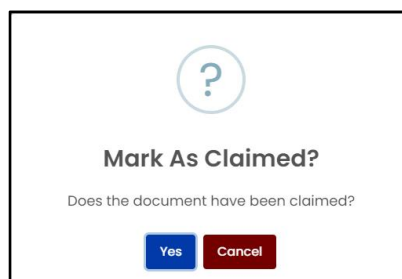 ?
Mark As Claimed?
Does the document have been claimed?
Yes Cancel